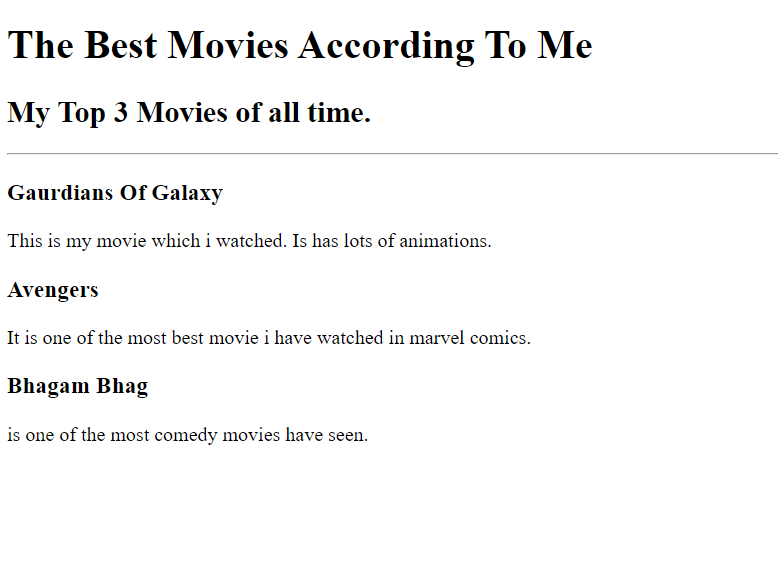 The Best Movies According To Me
My Top 3 Movies of all time.
Gaurdians Of Galaxy
This is my movie which i watched. Is has lots of animations.
Avengers
It is one of the most best movie i have watched in marvel comics.
Bhagam Bhag
is one of the most comedy movies have seen.